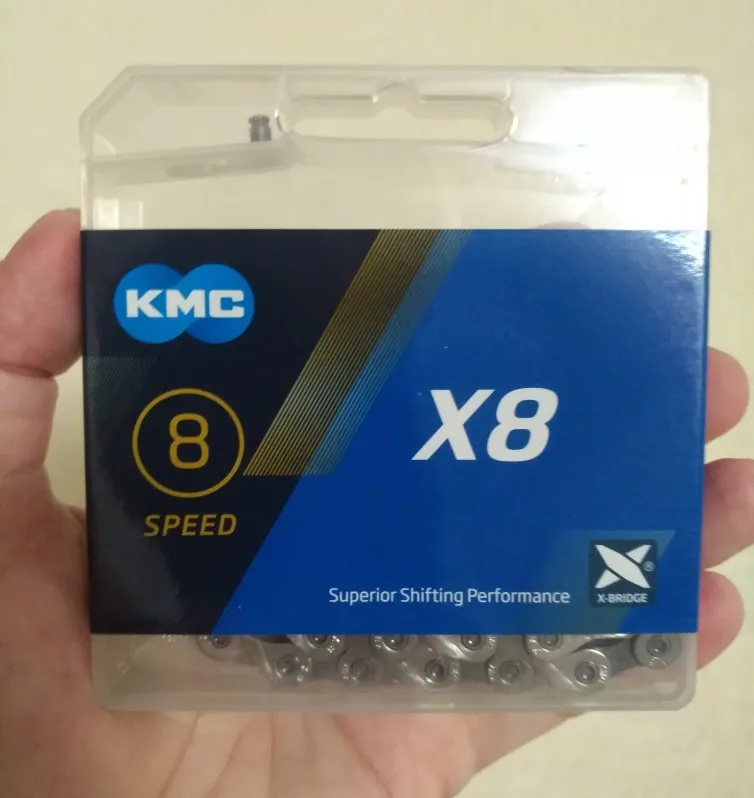 KMC
8
SPEED
X8
Superior Shifting Performance
®
X-BRIDGE